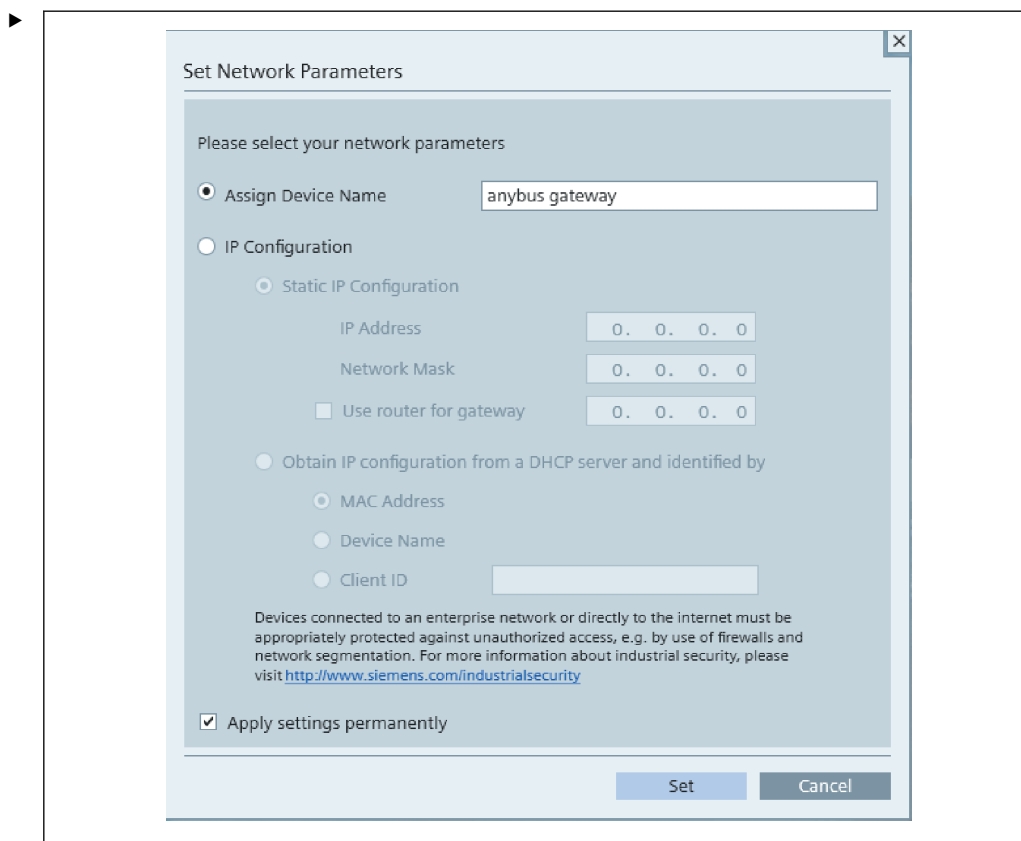 Set Network Parameters
Please select your network parameters
Assign Device Name anybus gateway
IP Configuration
Static IP Configuration
IP Address 0. 0. 0. 0
Network Mask 0. 0. 0. 0
Use router for gateway 0. 0. 0. 0
Obtain IP configuration from a DHCP server and identified by
MAC Address
Device Name
Client ID
Devices connected to an enterprise network or directly to the internet must be
appropriately protected against unauthorized access, e.g. by use of firewalls and
network segmentation. For more information about industrial security, please
visit http://www.siemens.com/industrialsecurity
Apply settings permanently
Set Cancel